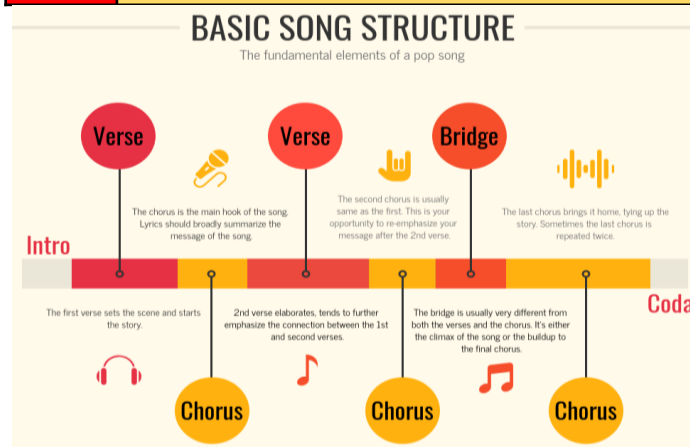 BASIC SONG STRUCTURE
The fundamental elements of a pop song
Verse
Verse
Bridge
The chorus is the main hook of the song.
Lyrics should broadly summarize the
message of the song.
The second chorus is usually
same as the first. This is your
opportunity to re-emphasize your
message after the 2nd verse.
The last chorus brings it home, tying up the
story. Sometimes the last chorus is
repeated twice.
Intro
Coda
The first verse sets the scene and starts
the story.
2nd verse elaborates, tends to further
emphasize the connection between the 1st
and second verses.
The bridge is usually very different from
both the verses and the chorus. It's either
the climax of the song or the buildup to
the final chorus.
Chorus
Chorus
Chorus